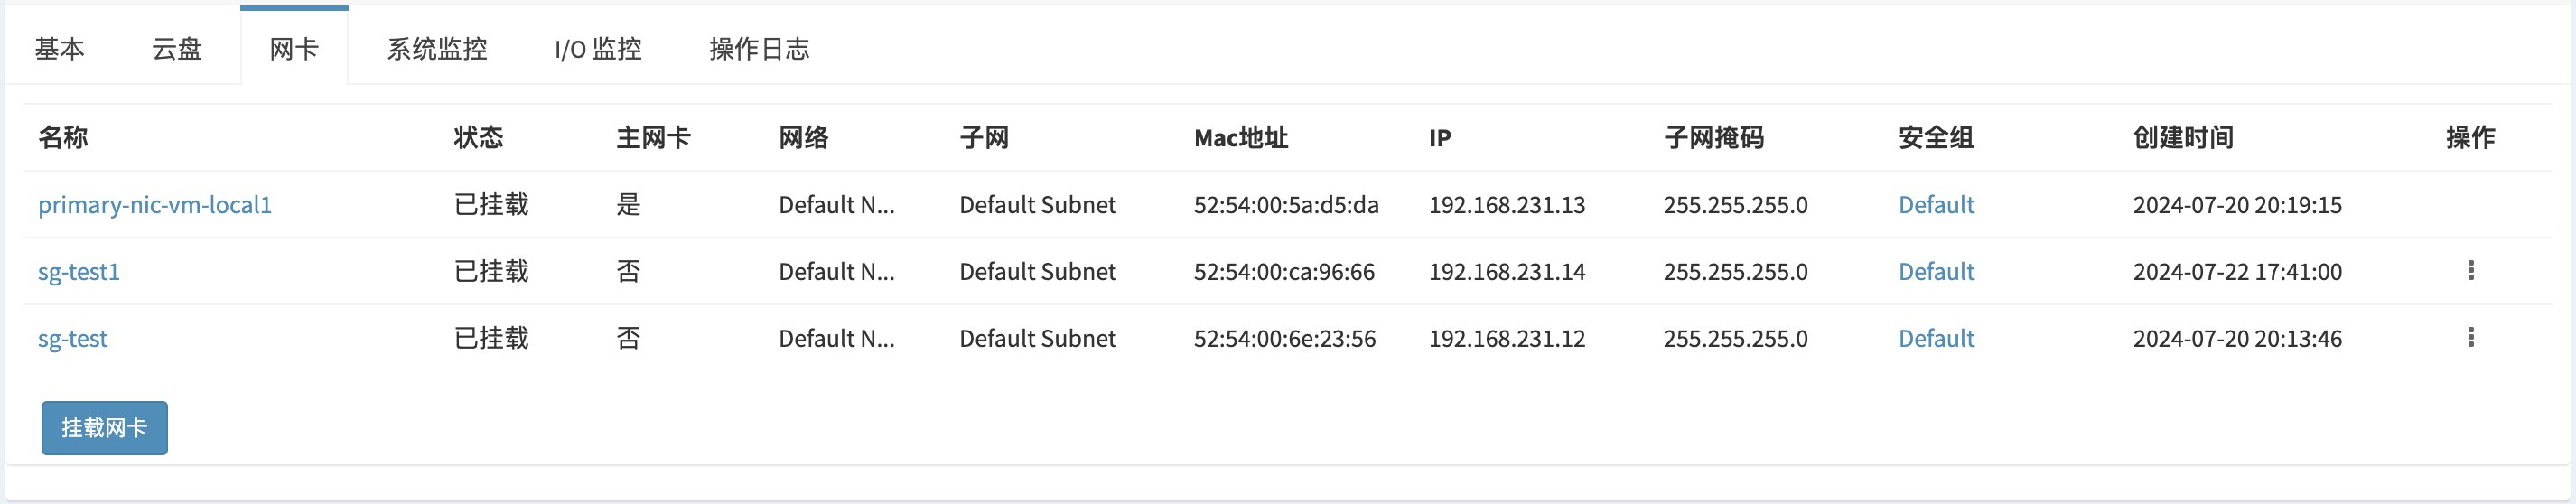 基本 云盘 网卡 系统监控 I/O 监控 操作日志
名称 状态 主网卡 网络 子网 Mac地址 IP 子网掩码 安全组 创建时间 操作
primary-nic-vm-local1 已挂载 是 Default N... Default Subnet 52:54:00:5a:d5:da 192.168.231.13 255.255.255.0 Default 2024-07-20 20:19:15
sg-test1 已挂载 否 Default N... Default Subnet 52:54:00:ca:96:66 192.168.231.14 255.255.255.0 Default 2024-07-22 17:41:00
sg-test 已挂载 否 Default N... Default Subnet 52:54:00:6e:23:56 192.168.231.12 255.255.255.0 Default 2024-07-20 20:13:46
挂载网卡